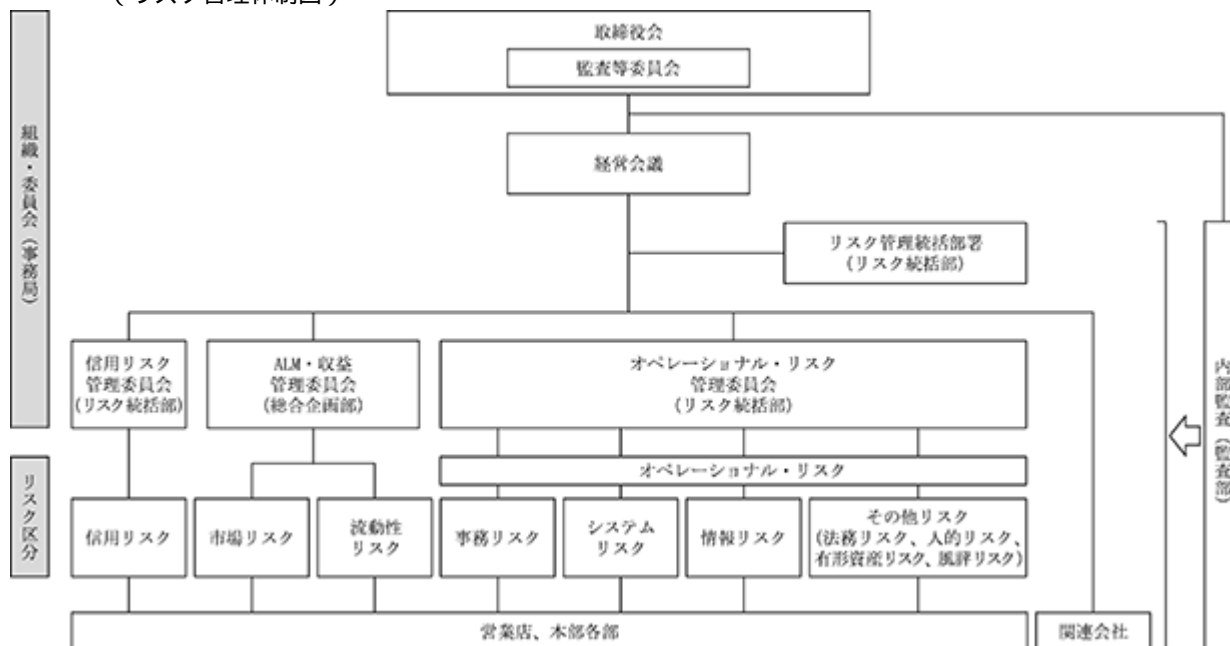 (リスク管理体制図)
取締役会
監査等委員会
組織・委員会(事務局)
経営会議
リスク管理統括部署
(リスク統括部)
信用リスク
管理委員会
(リスク統括部)
ALM・収益
管理委員会
(総合企画部)
オペレーショナル・リスク
管理委員会
(リスク統括部)
内部監査(監査部)
リスク区分
オペレーショナル・リスク
信用リスク
市場リスク
流動性
リスク
事務リスク
システム
リスク
情報リスク
その他リスク
(法務リスク、人的リスク、
有形資産リスク、風評リスク)
営業店、本部各部
関連会社